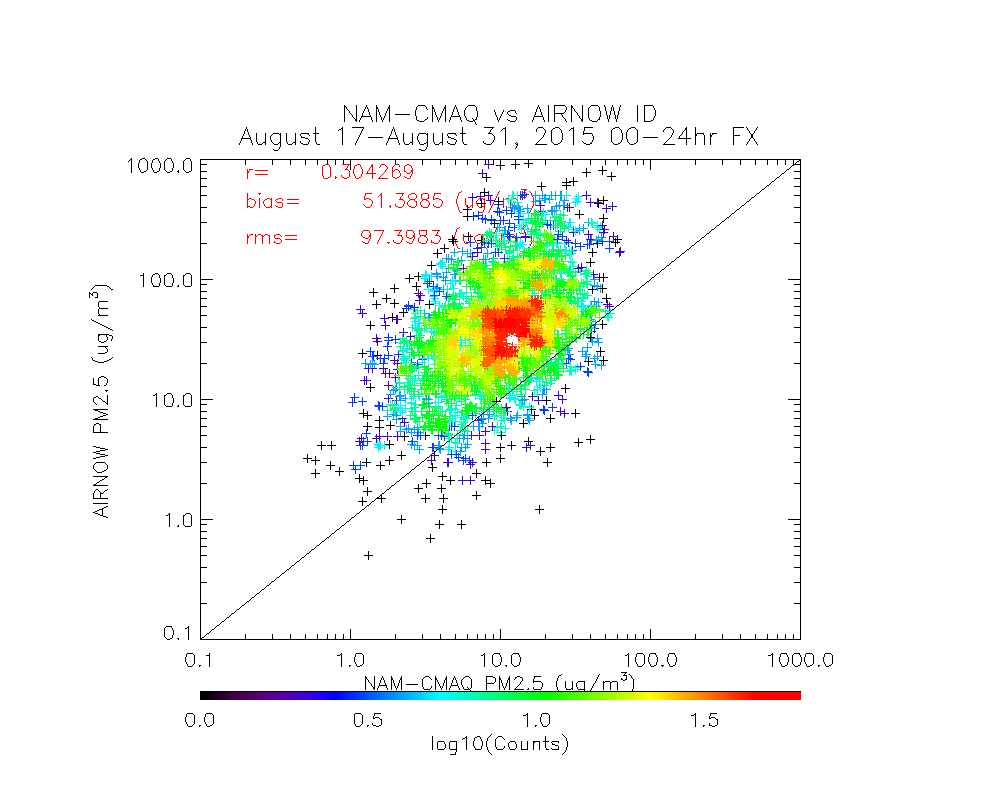 NAM-CMAQ vs AIRNOW ID
August 17-August 31, 2015 00-24hr FX
r= 0.304269
bias= 51.3885 (ug/
rms= 97.3983 (
1000.0
100.0
10.0
1.0
0.1
AIRNOW PM2.5 (ug/m³)
0.1 1.0 10.0 100.0 1000.0
NAM-CMAQ PM2.5 (ug/m³)
0.0 0.5 1.0 1.5
log10(Counts)